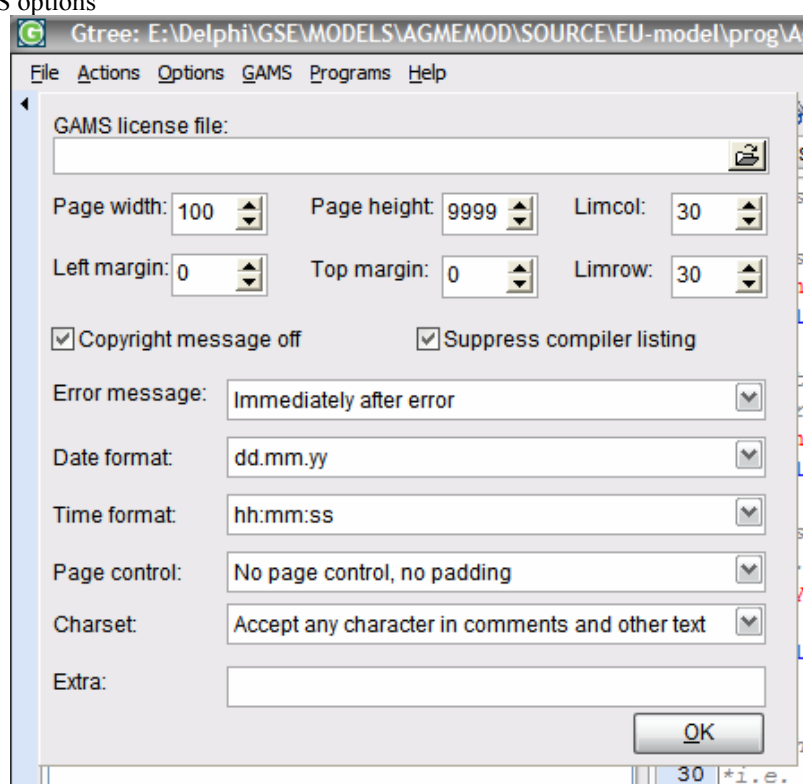 S options
Gtree: E:\Delphi\GSE\MODELS\AGMEMOD\SOURCE\EU-model\prog\A
File Actions Options GAMS Programs Help
GAMS license file:
Page width: 100 Page height: 9999 Limcol: 30
Left margin: 0 Top margin: 0 Limrow: 30
Copyright message off Suppress compiler listing
Error message: Immediately after error
Date format: dd.mm.yy
Time format: hh:mm:ss
Page control: No page control, no padding
Charset: Accept any character in comments and other text
Extra:
OK
30 *i.e.